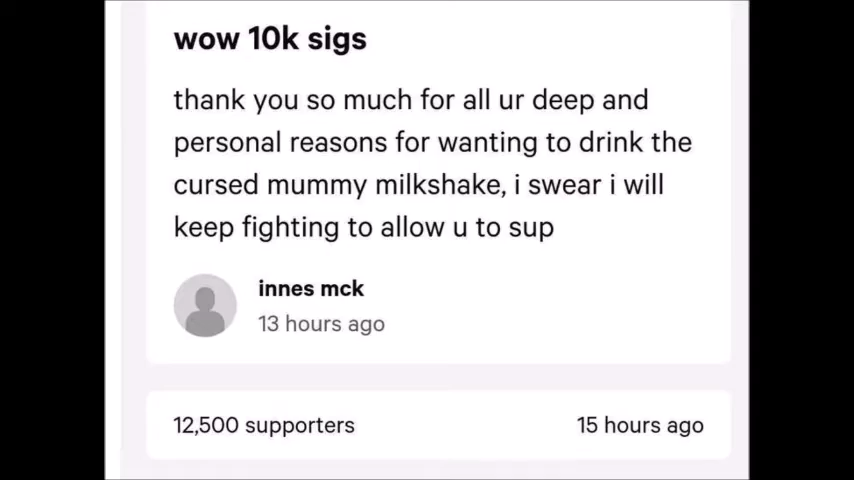 wow 10k sigs
thank you so much for all ur deep and
personal reasons for wanting to drink the
cursed mummy milkshake, i swear i will
keep fighting to allow u to sup
innes mck
13 hours ago
12,500 supporters
15 hours ago